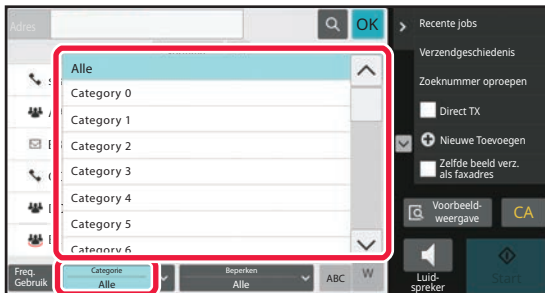 Adres
OK
Alle
Category 0
Category 1
Category 2
Category 3
Category 4
Category 5
Category 6
Freq.
Gebruik
Categorie
Alle
Beperken
Alle
ABC
W
Recente jobs
Verzendgeschiedenis
Zoeknummer oproepen
Direct TX
Nieuwe Toevoegen
Zelfde beeld verz.
als faxadres
Voorbeeld-
weergave
CA
Luid-
spreker
Start